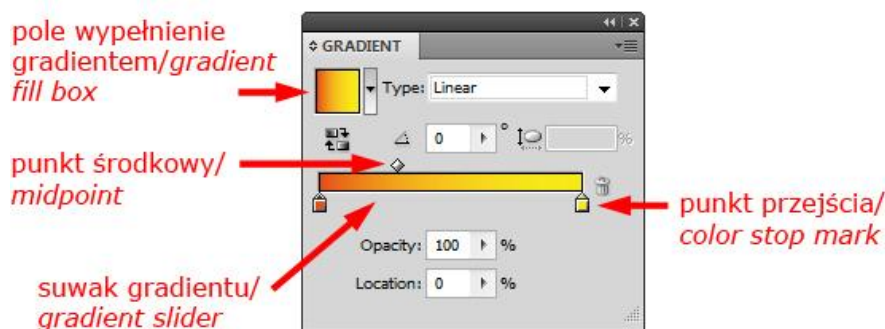 pole wypełnienie
gradientem/gradient
fill box
GRADIENT
Type: Linear
0 °
%
punkt środkowy/
midpoint
punkt przejścia/
color stop mark
Opacity: 100 %
Location: 0 %
suwak gradientu/
gradient slider